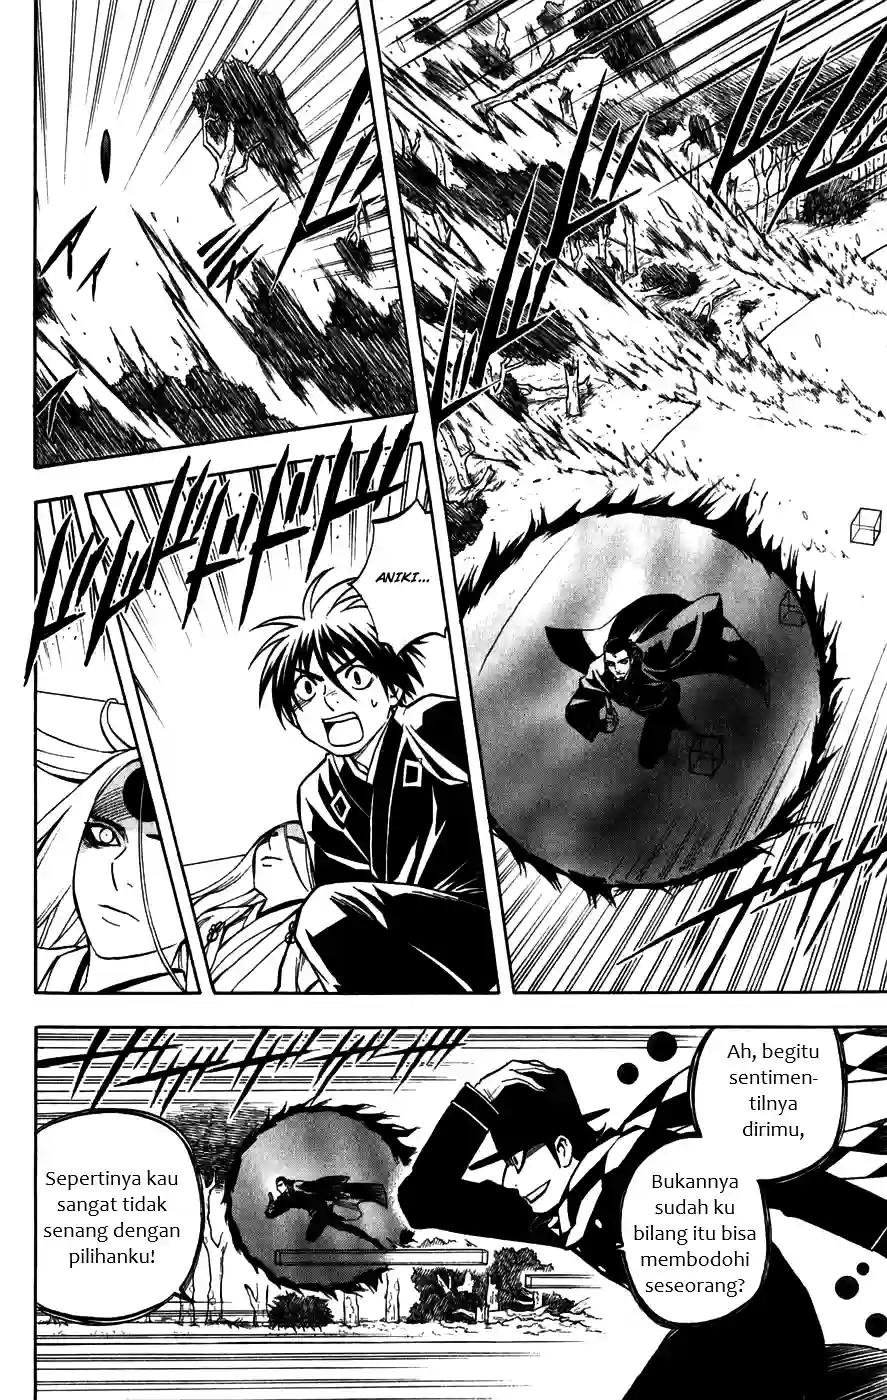 ANIKI...
Ah, begitu
sentimen-
tilnya
dirimu,
Bukannya
sudah ku
bilang itu bisa
membodohi
seseorang?
Sepertinya kau
sangat tidak
senang dengan
pilihanku!